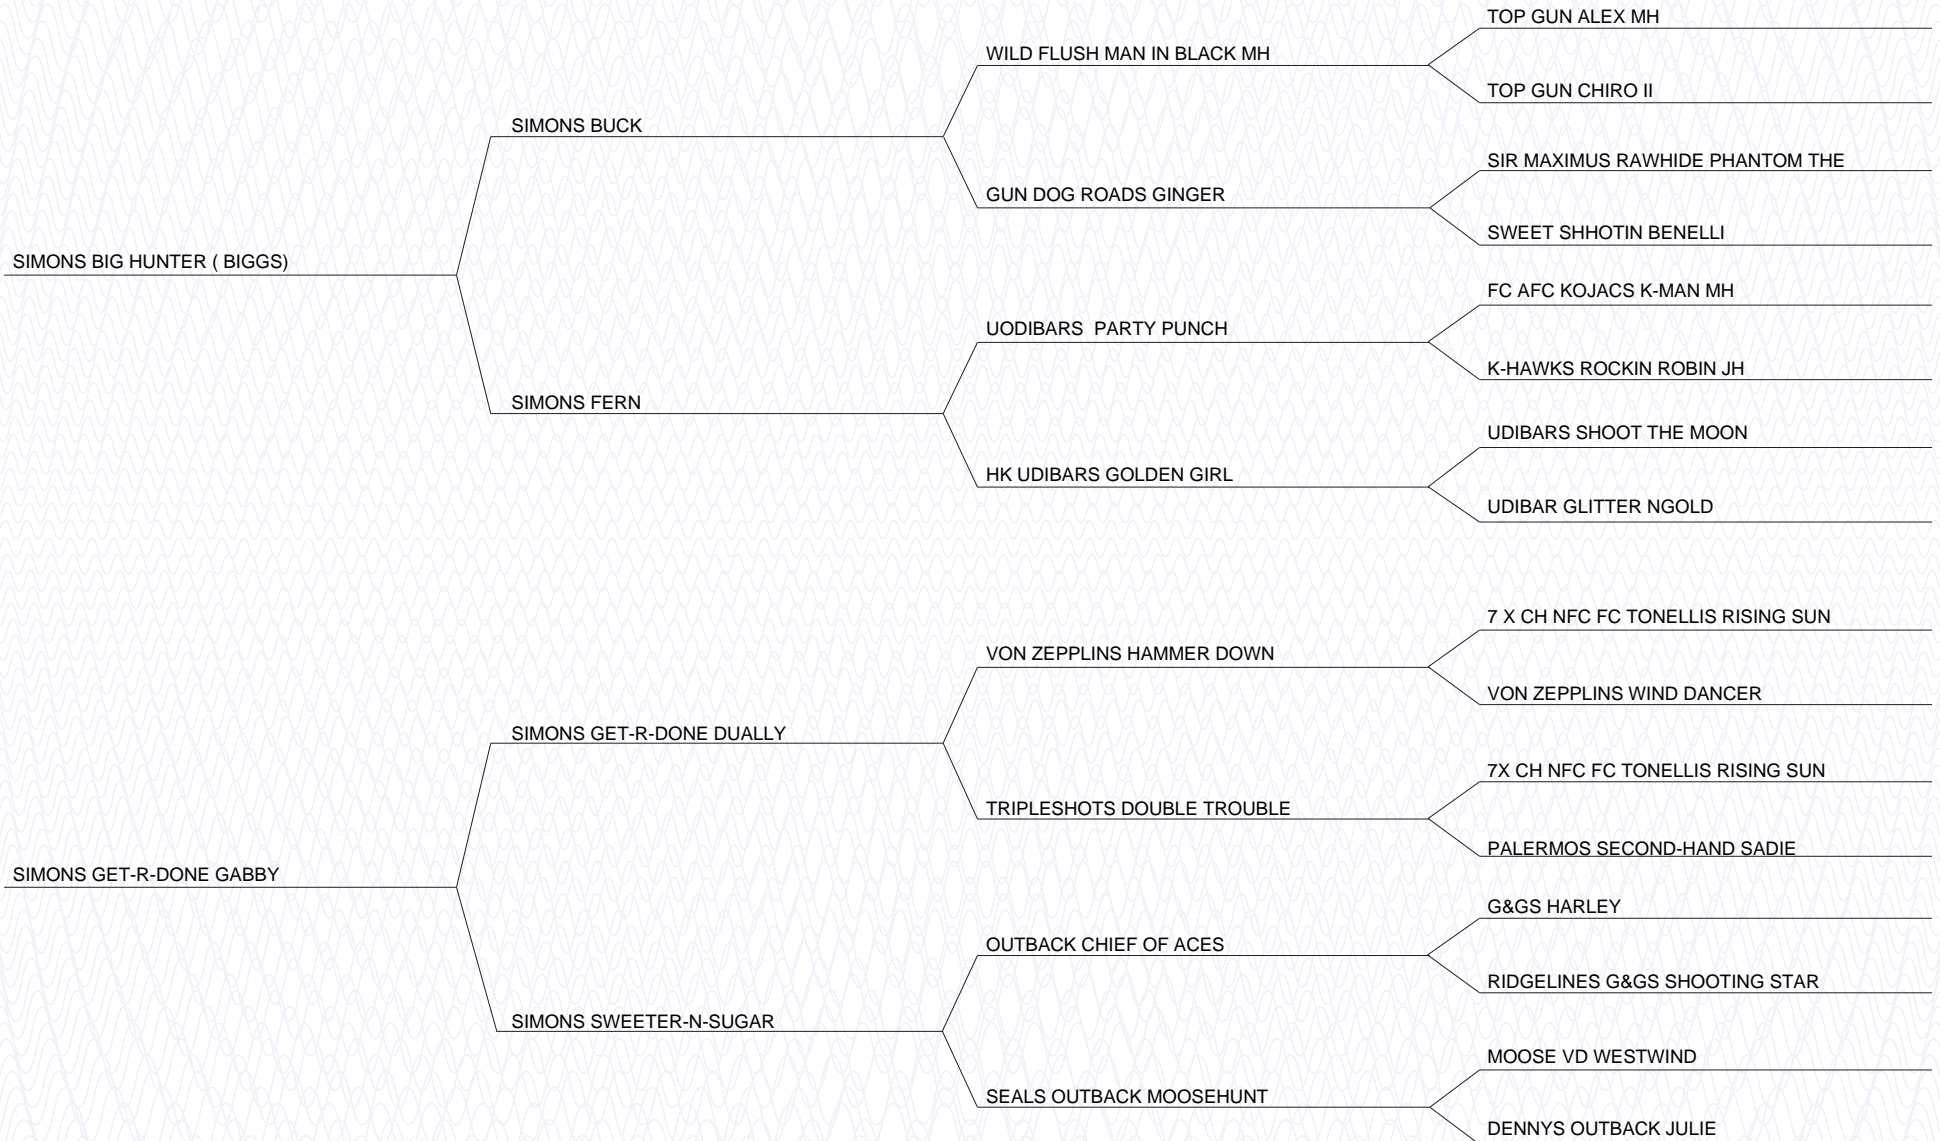 TOP GUN ALEX MH
WILD FLUSH MAN IN BLACK MH
TOP GUN CHIRO II
SIMONS BUCK
SIR MAXIMUS RAWHIDE PHANTOM THE
GUN DOG ROADS GINGER
SWEET SHHOTIN BENELLI
SIMONS BIG HUNTER ( BIGGS)
FC AFC KOJACS K-MAN MH
UODIBARS  PARTY PUNCH
K-HAWKS ROCKIN ROBIN JH
SIMONS FERN
UDIBARS SHOOT THE MOON
HK UDIBARS GOLDEN GIRL
UDIBAR GLITTER NGOLD
7 X CH NFC FC TONELLIS RISING SUN
VON ZEPPLINS HAMMER DOWN
VON ZEPPLINS WIND DANCER
SIMONS GET-R-DONE DUALLY
7X CH NFC FC TONELLIS RISING SUN
TRIPLESHOTS DOUBLE TROUBLE
PALERMOS SECOND-HAND SADIE
SIMONS GET-R-DONE GABBY
G&GS HARLEY
OUTBACK CHIEF OF ACES
RIDGELINES G&GS SHOOTING STAR
SIMONS SWEETER-N-SUGAR
MOOSE VD WESTWIND
SEALS OUTBACK MOOSEHUNT
DENNYS OUTBACK JULIE